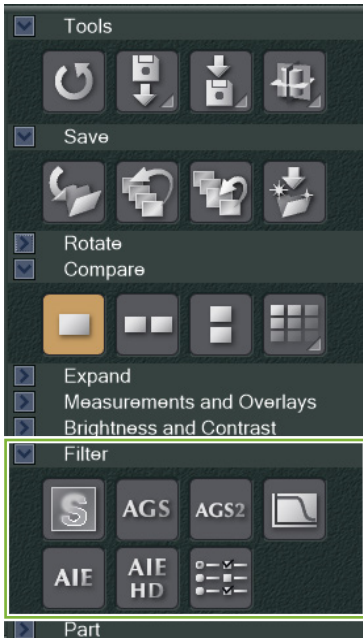 Tools
Save
Rotate
Compare
Expand
Measurements and Overlays
Brightness and Contrast
Filter
S AGS AGS2
AIE AIE HD
Part